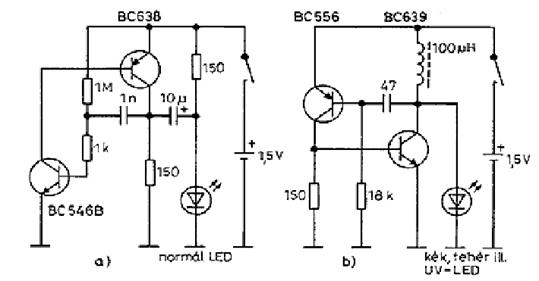 BC638
BC556
BC639
150
100µH
1M
1n
10µ
+
47
+
1,5V
+
1,5V
1k
150
150
18k
BC546B
a)
normál LED
b)
kék, fehér ill.
UV-LED